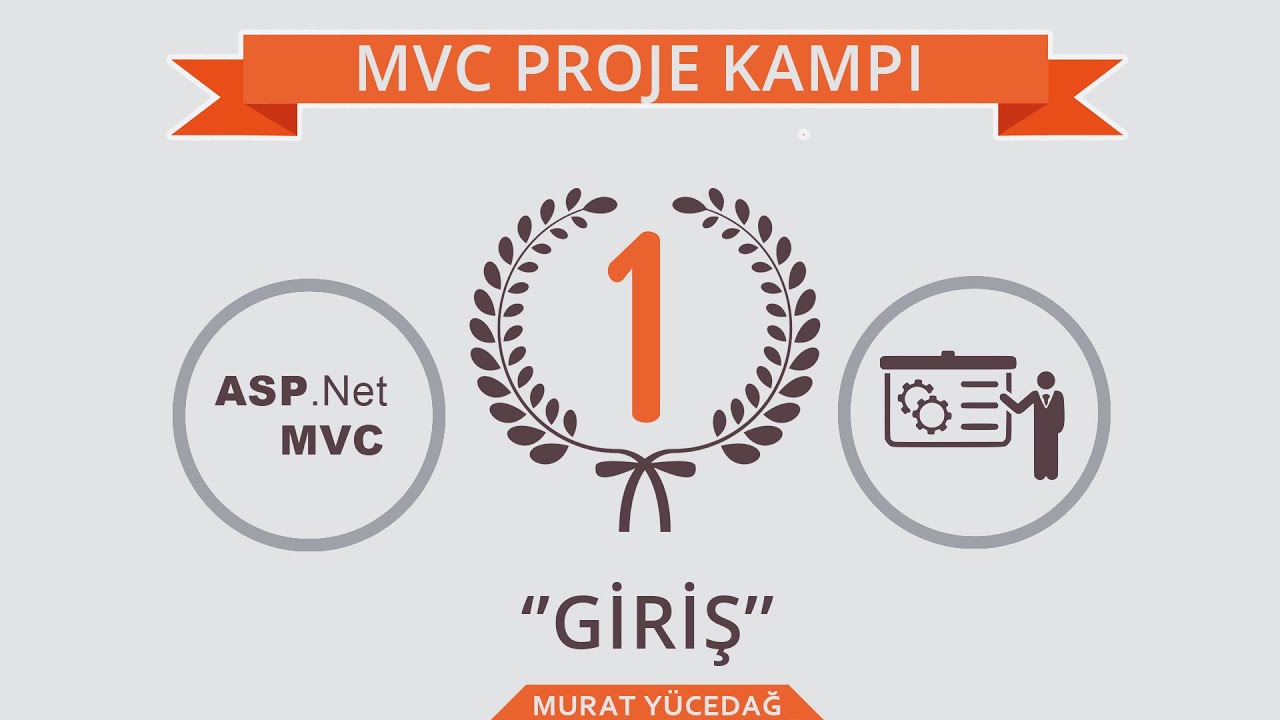 MVC PROJE KAMPI
1
ASP.Net
MVC
‘‘GİRİŞ’’
MURAT YÜCEDAĞ